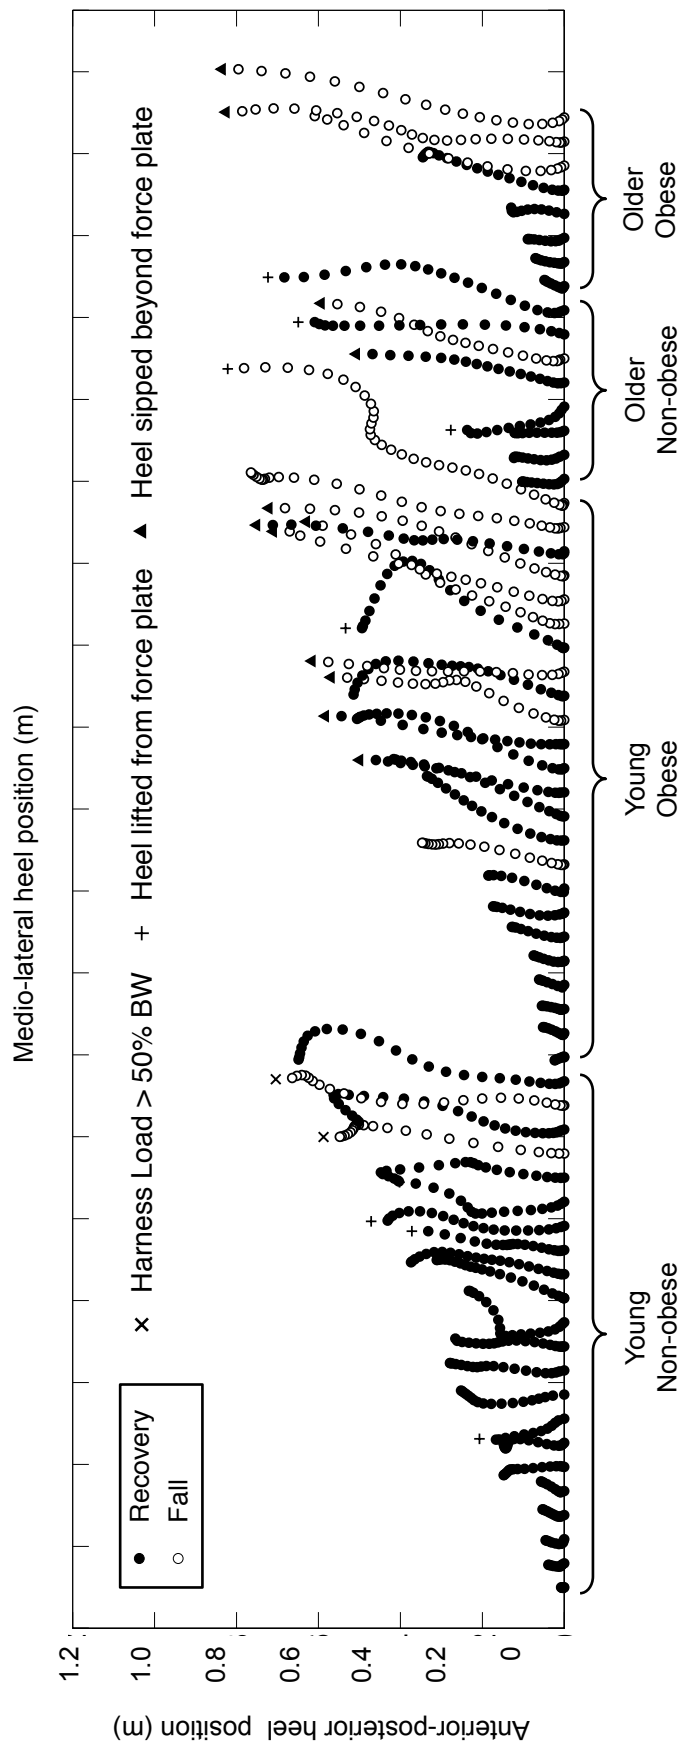 Medio-lateral heel position (m)
× Harness Load > 50% BW + Heel lifted from force plate ▲ Heel sipped beyond force plate
● Recovery
○ Fall
1.2
1.0
0.8
0.6
0.4
0.2
0
Anterior-posterior heel position (m)
Young
Non-obese
Young
Obese
Older
Non-obese
Older
Obese